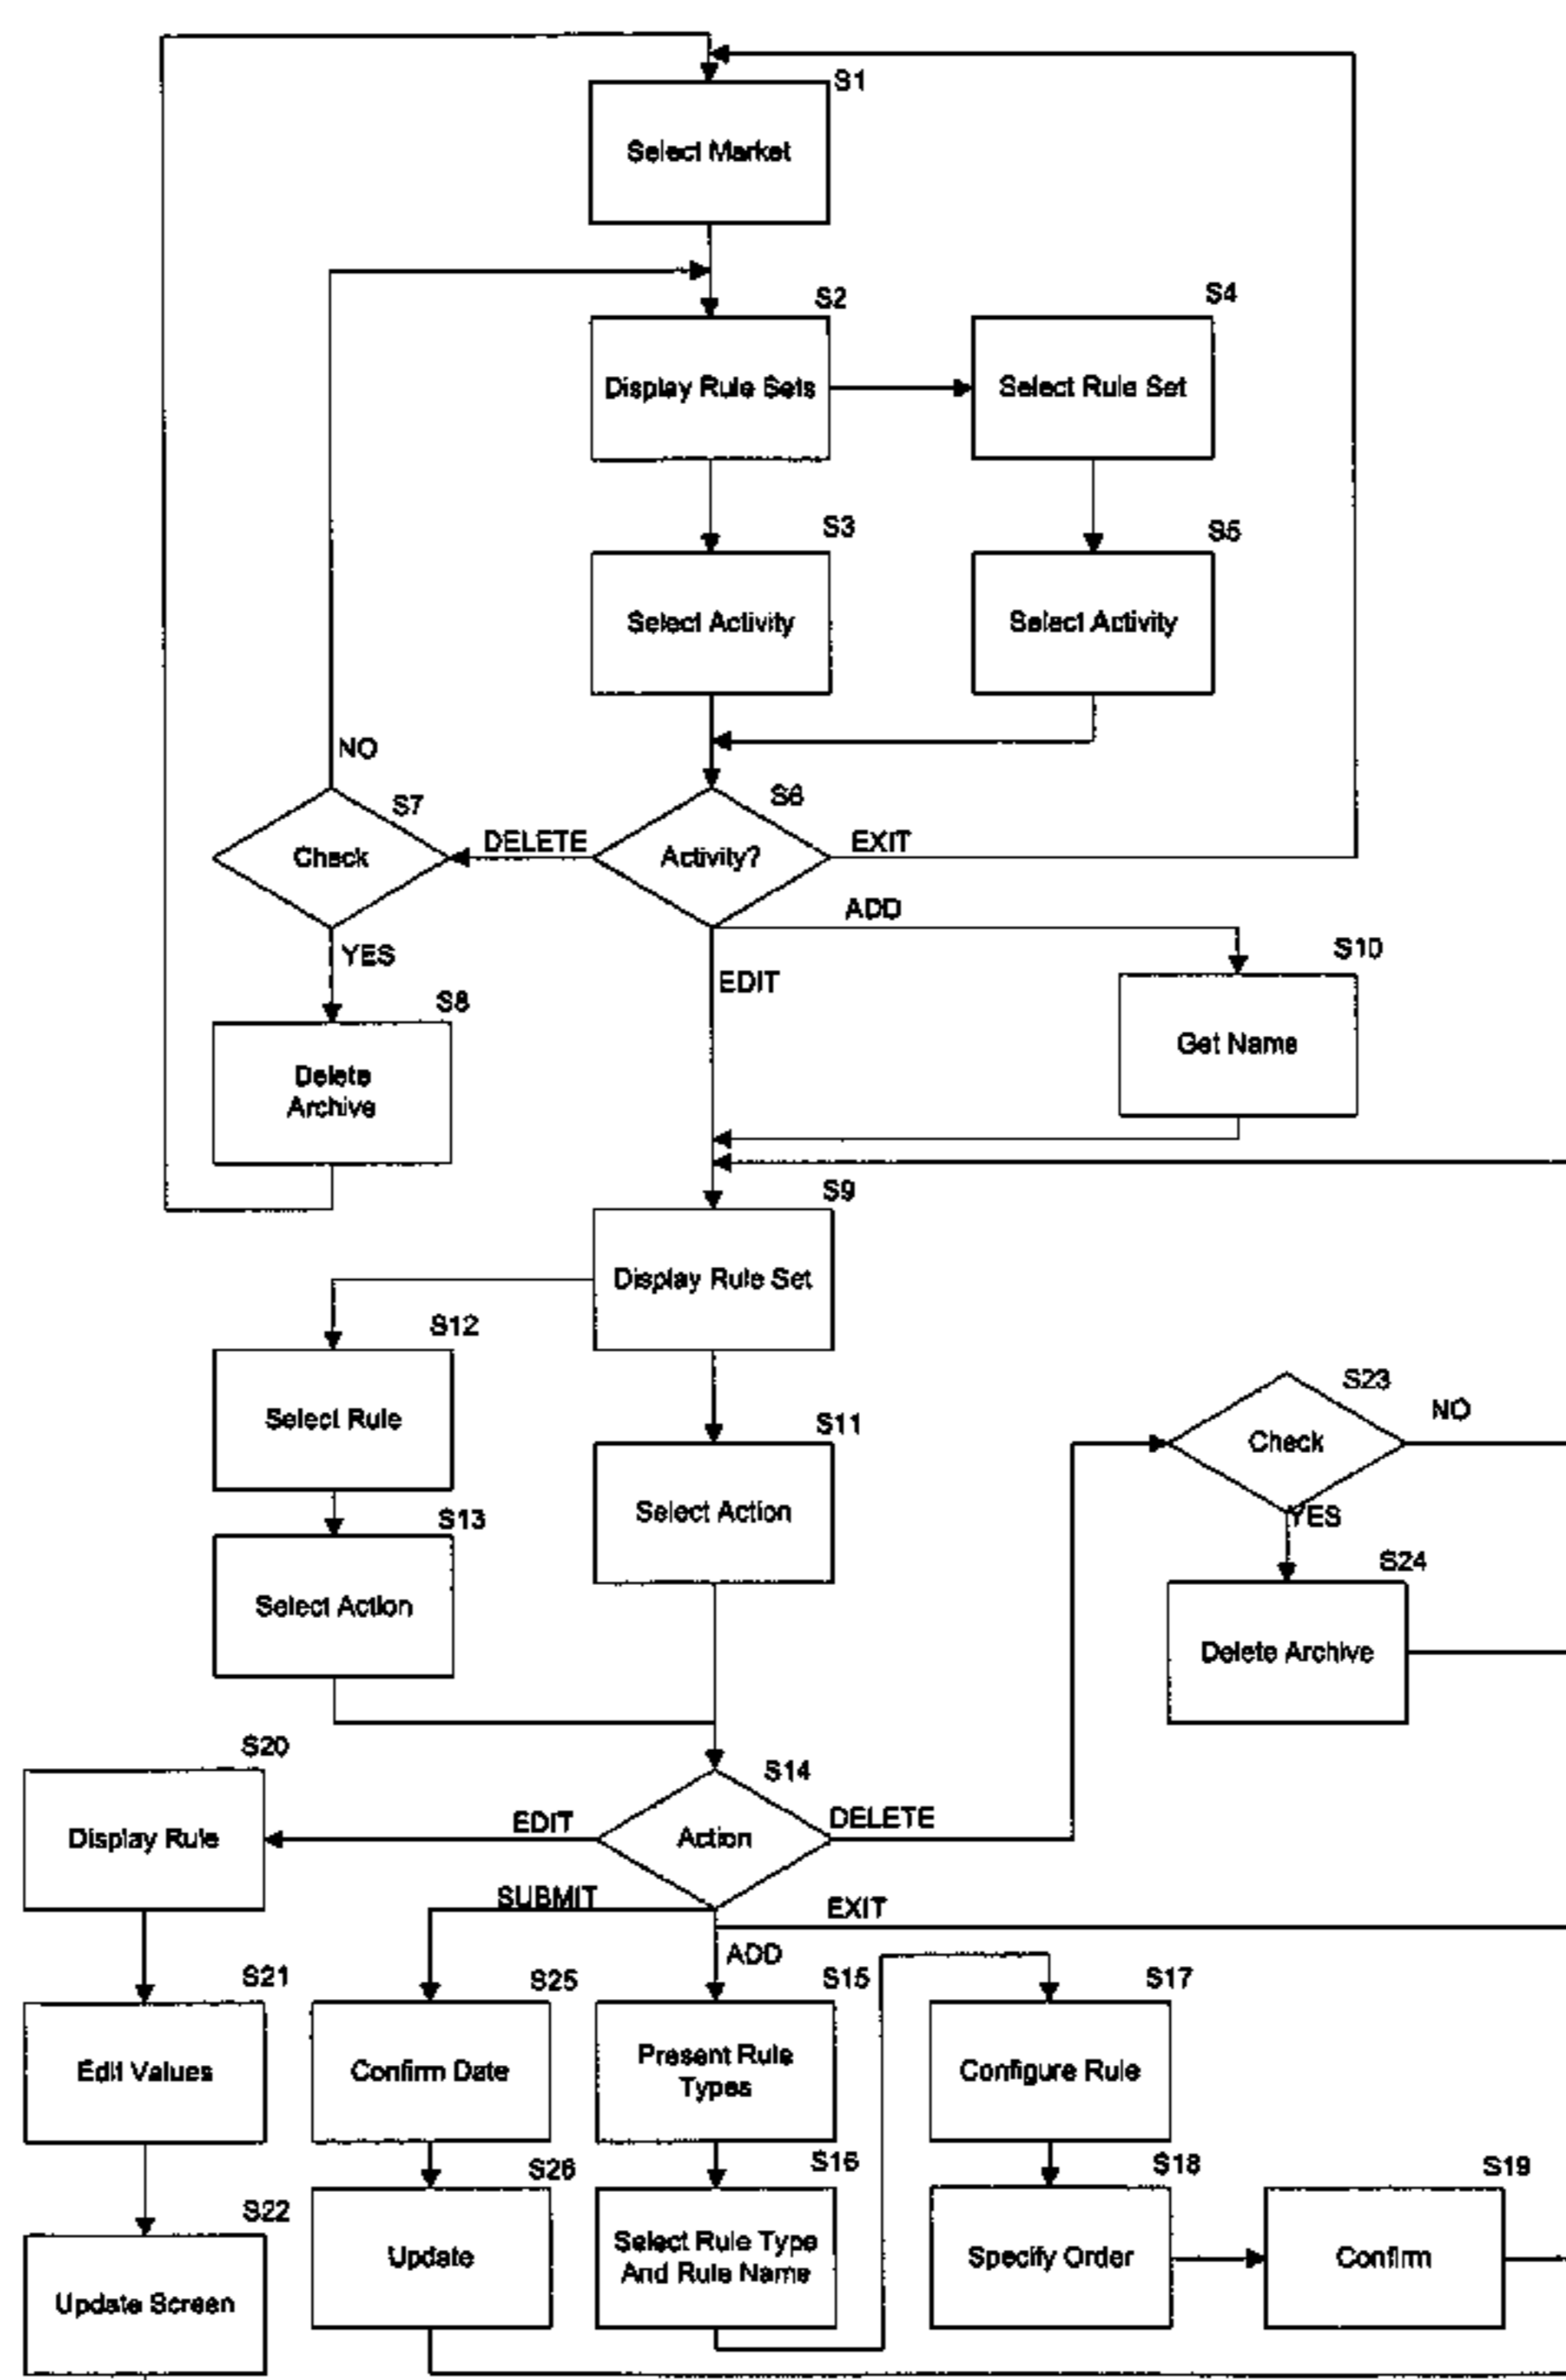 S1
Select Market
S2
S4
Display Rule Sets
Select Rule Set
S3
S5
Select Activity
Select Activity
NO
S7
S6
Check
DELETE
Activity?
EXIT
ADD
YES
EDIT
S10
S8
Get Name
Delete
Archive
S9
Display Rule Set
S12
S23
NO
Select Rule
S11
Check
S13
Select Action
YES
S24
Select Action
Delete Archive
S20
S14
EDIT
DELETE
Display Rule
Action
SUBMIT
EXIT
ADD
S21
S25
S15
S17
Edit Values
Confirm Date
Present Rule
Types
Configure Rule
S22
S26
S16
S18
S19
Update
Select Rule Type
And Rule Name
Specify Order
Confirm
Update Screen